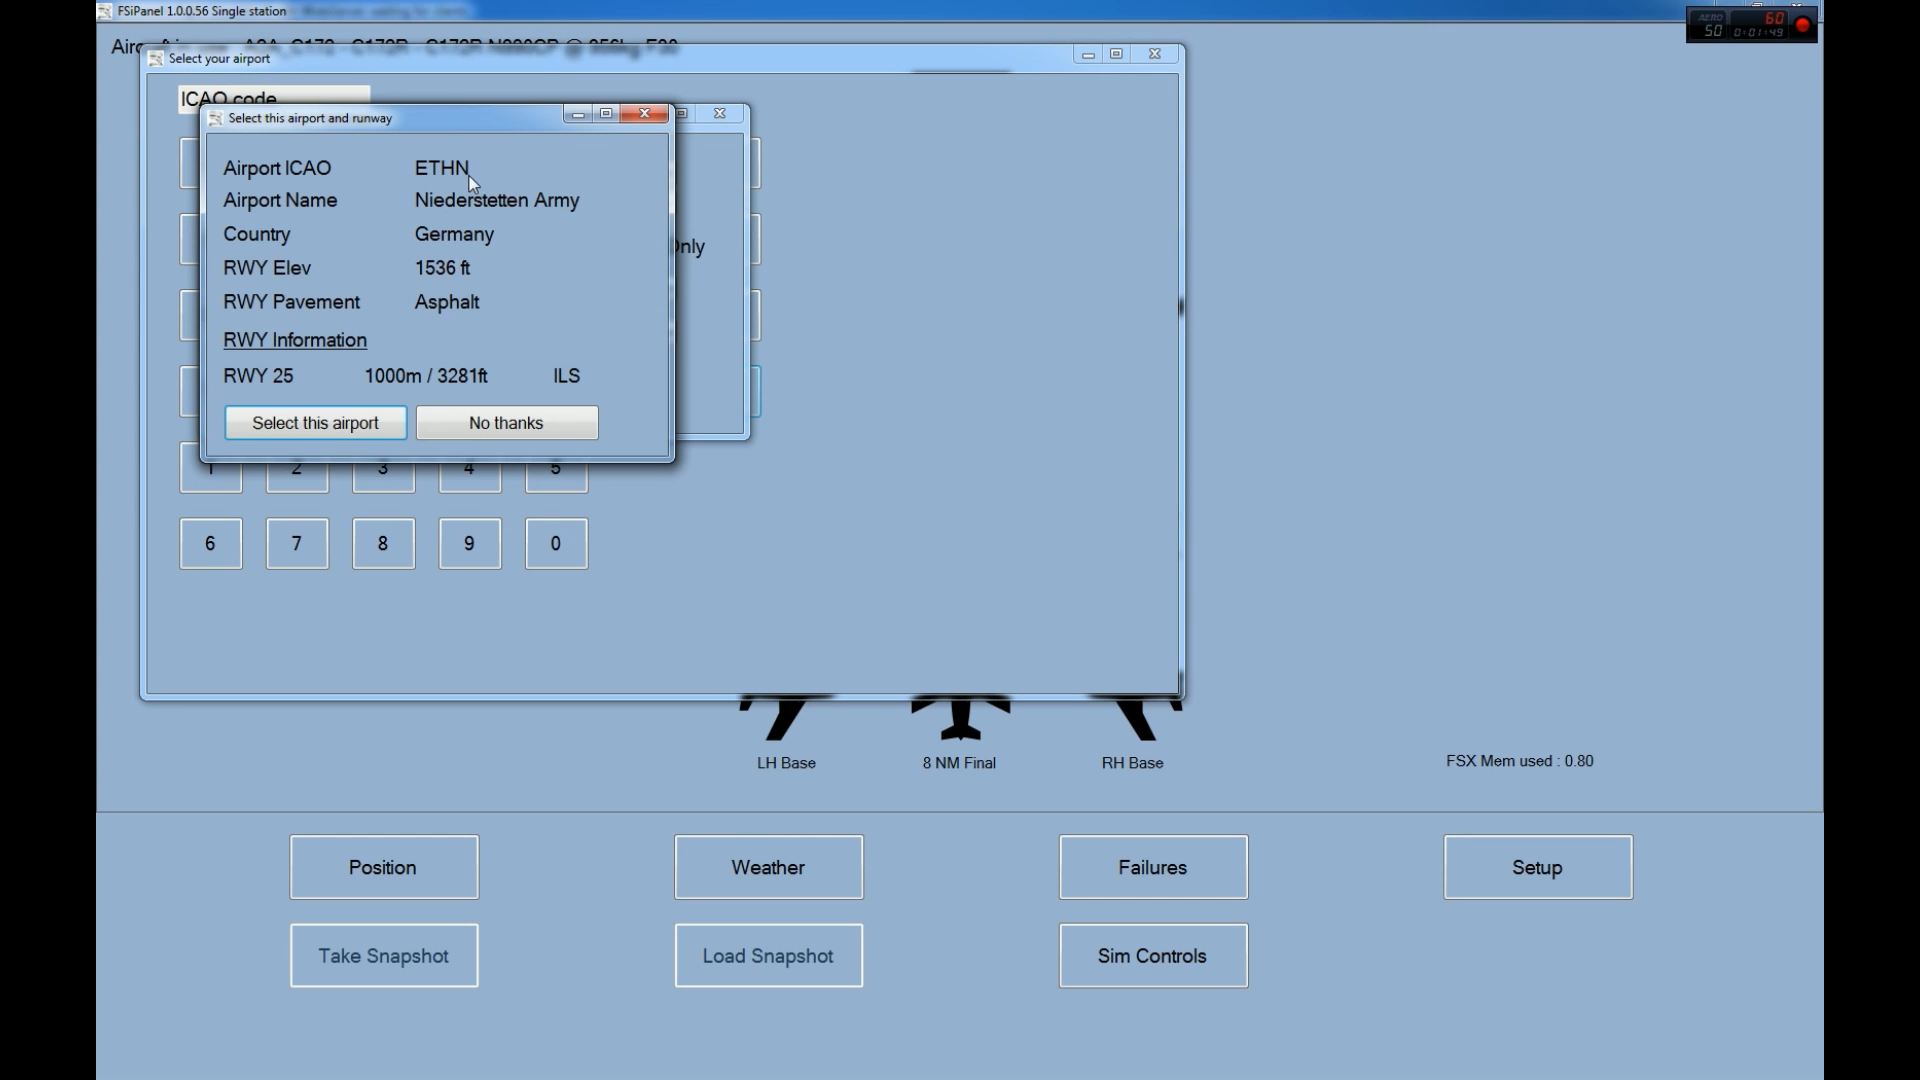 FSiPanel 1.0.0.56 Single station
AERO
50
60
0:01:49
Select your airport
ICAO code
Select this airport and runway
Airport ICAO ETHN
Airport Name Niederstetten Army
Country Germany
RWY Elev 1536 ft
RWY Pavement Asphalt
RWY Information
RWY 25 1000m / 3281ft ILS
Select this airport No thanks
1 2 3 4 5
6 7 8 9 0
LH Base 8 NM Final RH Base
FSX Mem used : 0.80
Position Weather Failures Setup
Take Snapshot Load Snapshot Sim Controls